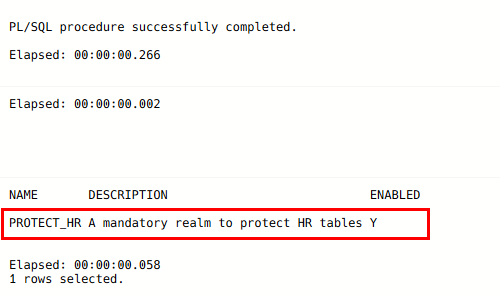 PL/SQL procedure successfully completed.
Elapsed: 00:00:00.266
Elapsed: 00:00:00.002
NAME DESCRIPTION ENABLED
PROTECT_HR A mandatory realm to protect HR tables Y
Elapsed: 00:00:00.058
1 rows selected.